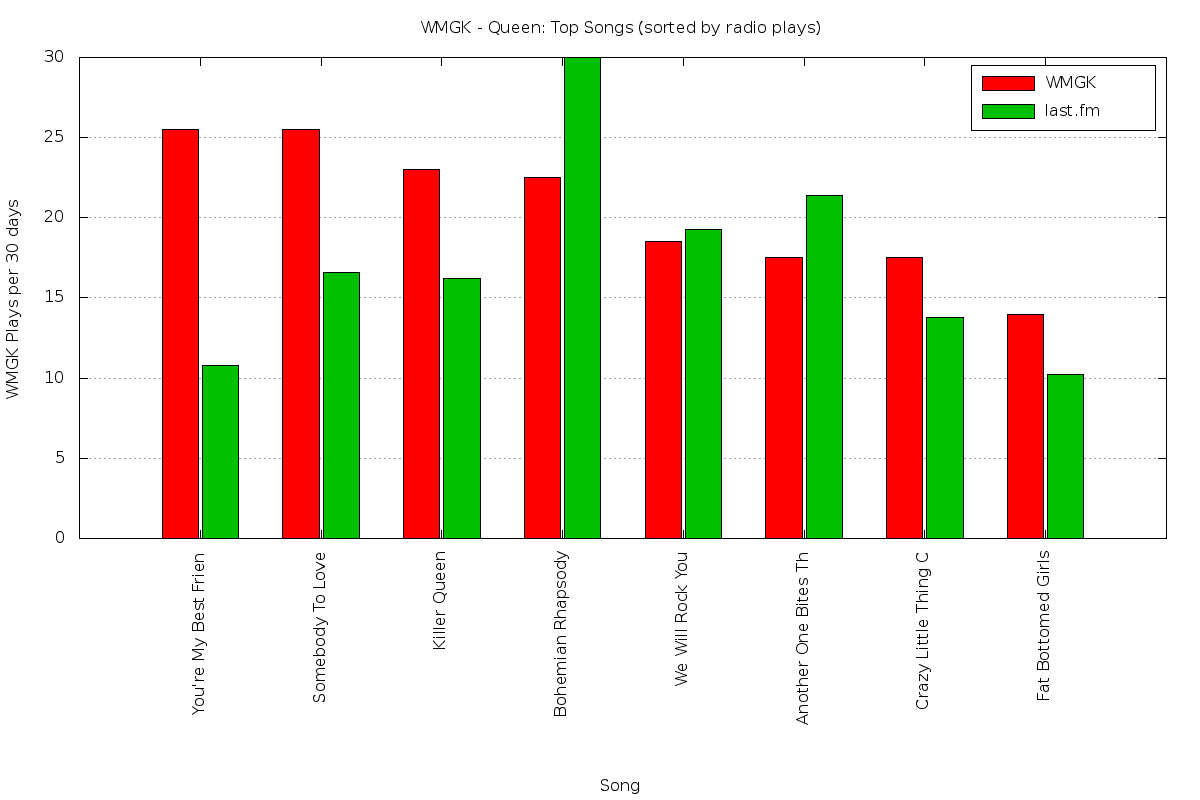 WMGK - Queen: Top Songs (sorted by radio plays)
WMGK
last.fm
WMGK Plays per 30 days
30
25
20
15
10
5
0
You're My Best Frien
Somebody To Love
Killer Queen
Bohemian Rhapsody
We Will Rock You
Another One Bites Th
Crazy Little Thing C
Fat Bottomed Girls
Song